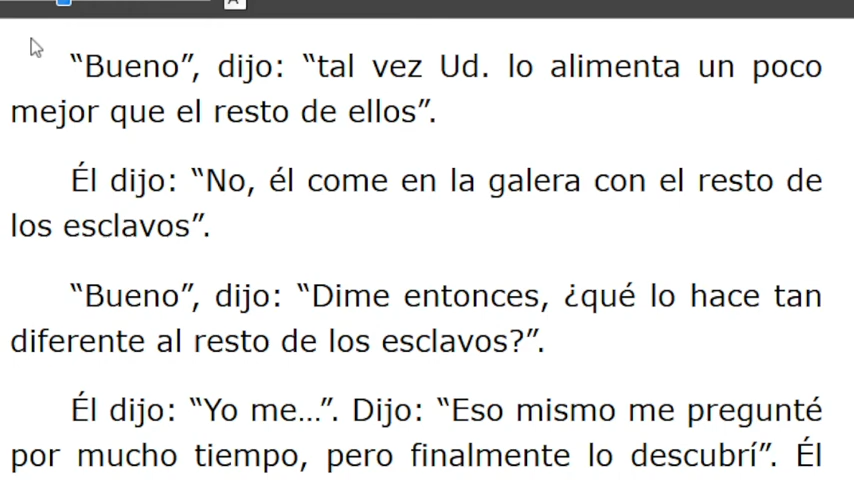 “Bueno”, dijo: “tal vez Ud. lo alimenta un poco
mejor que el resto de ellos”.
Él dijo: “No, él come en la galera con el resto de
los esclavos”.
“Bueno”, dijo: “Dime entonces, ¿qué lo hace tan
diferente al resto de los esclavos?”.
Él dijo: “Yo me...”. Dijo: “Eso mismo me pregunté
por mucho tiempo, pero finalmente lo descubrí”. Él